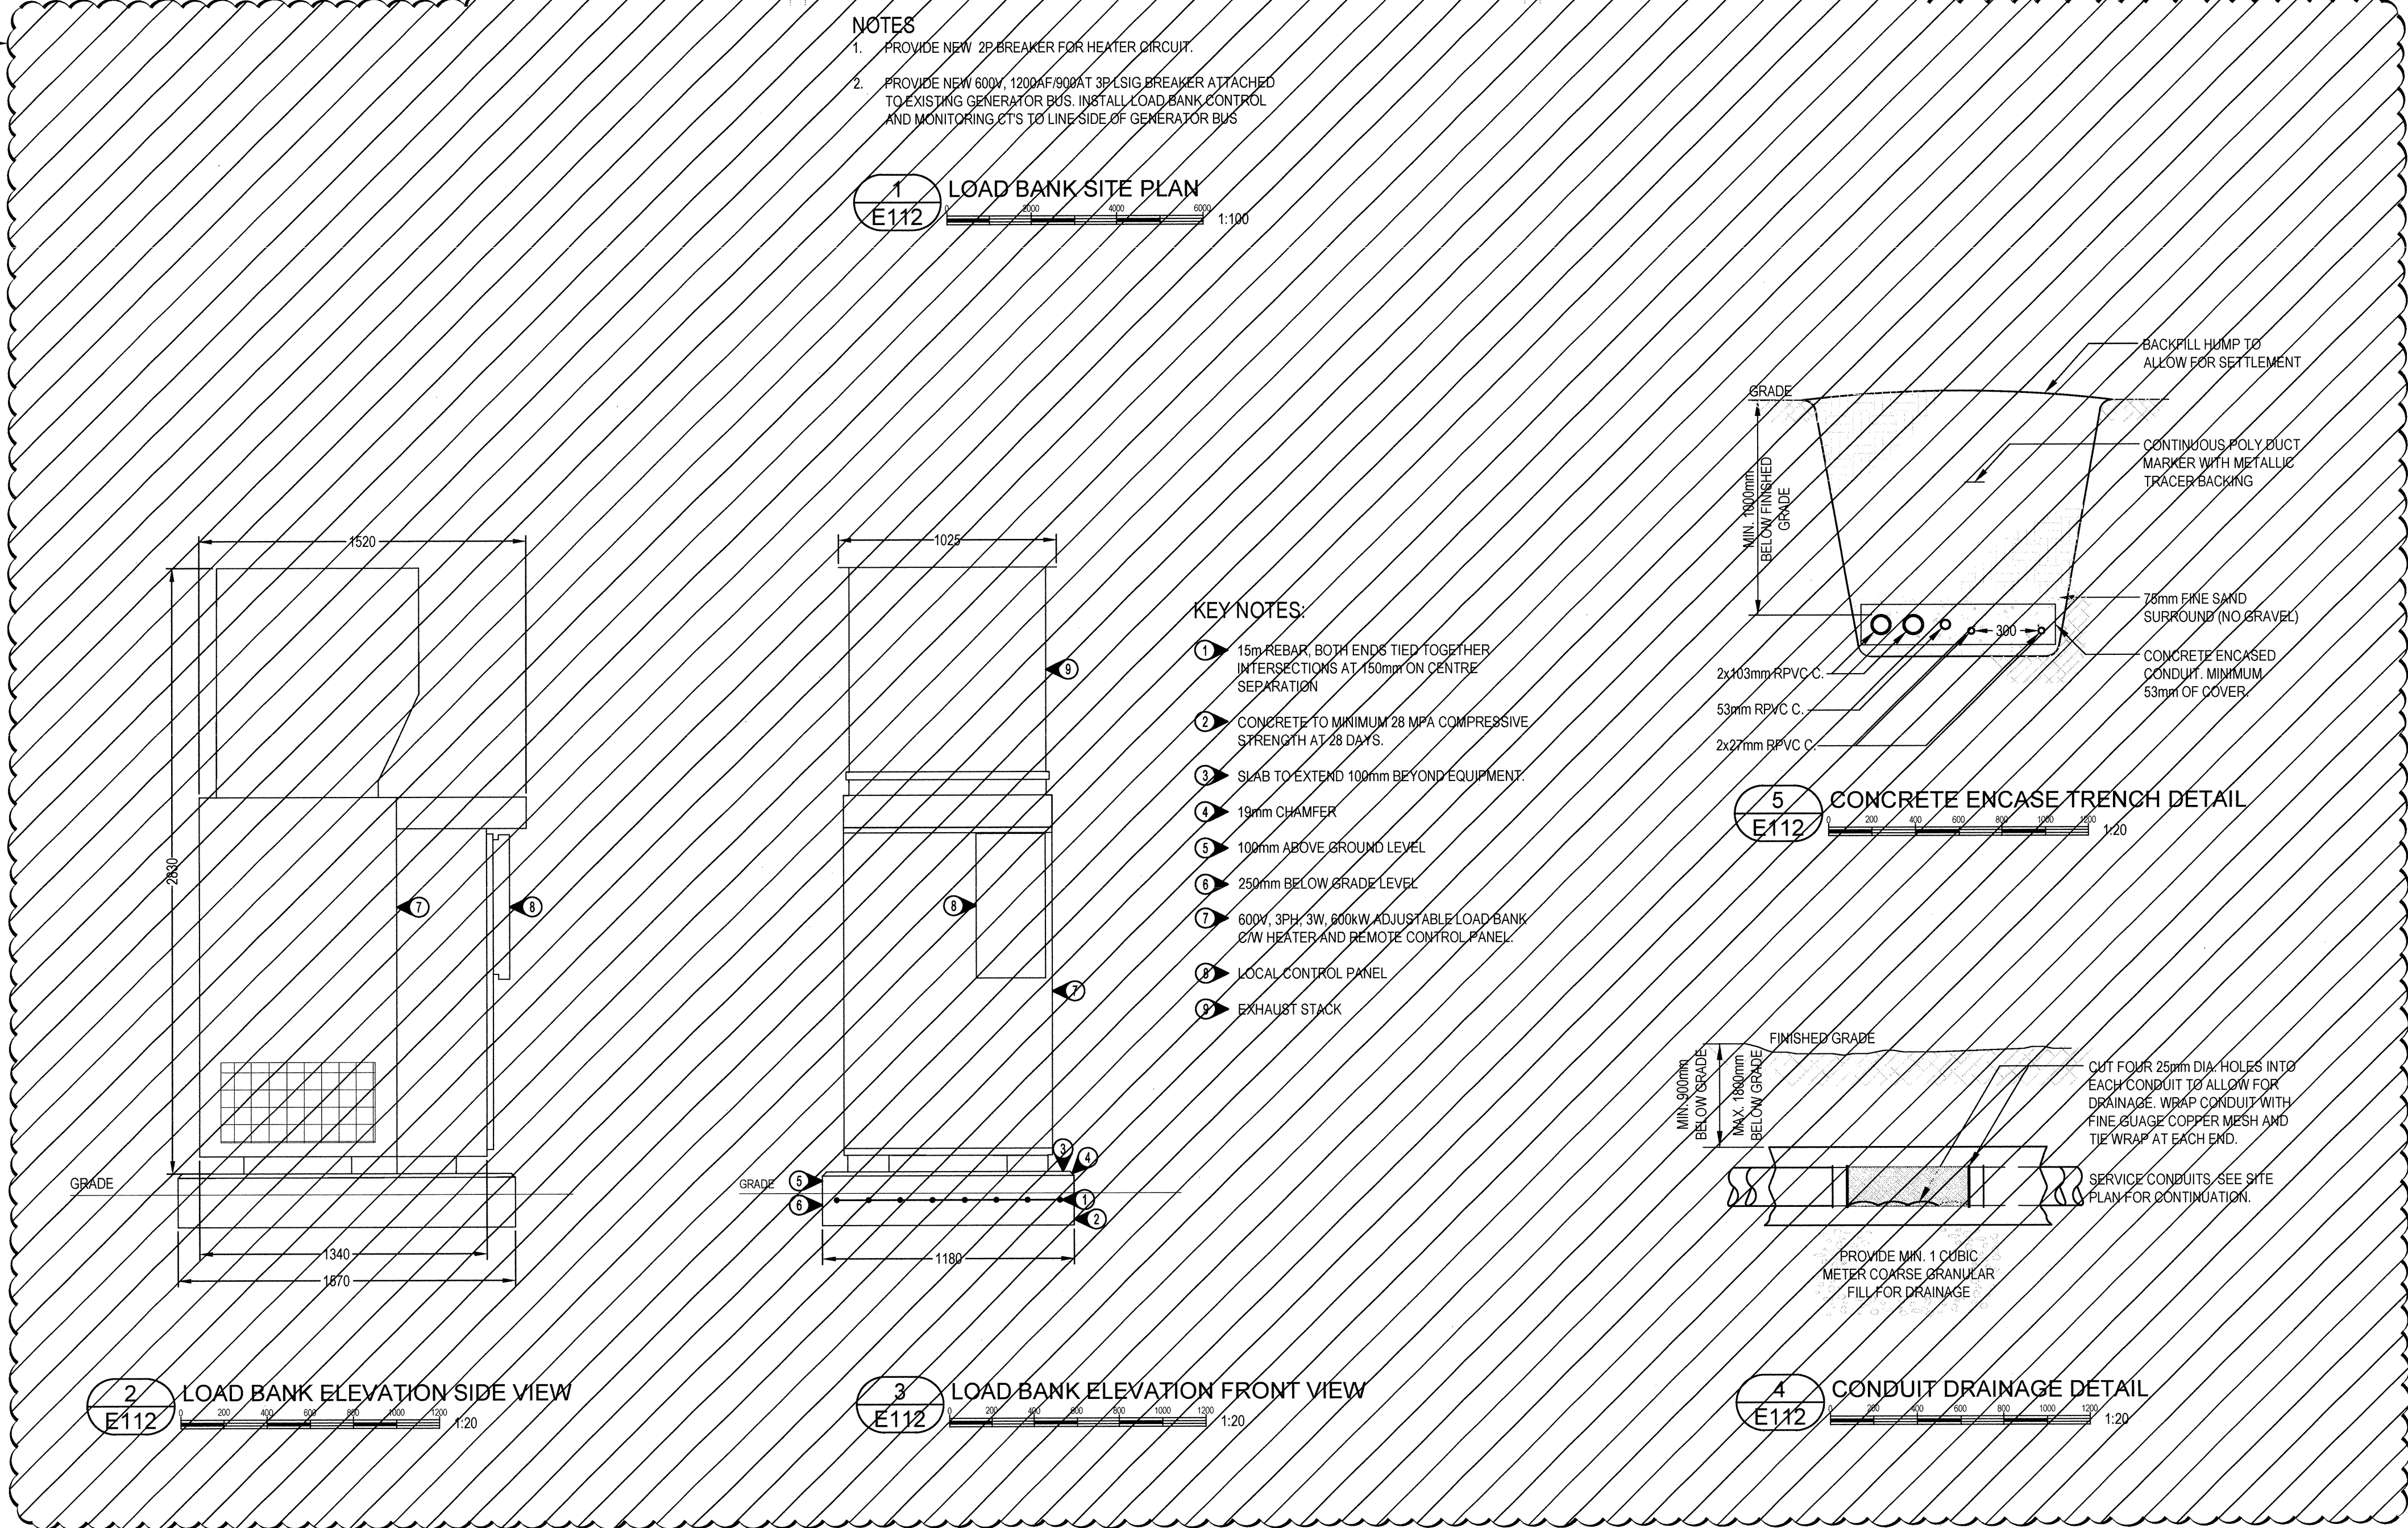 NOTES
1. PROVIDE NEW 2P BREAKER FOR HEATER CIRCUIT.
2. PROVIDE NEW 600V, 1200AF/900AT 3P LSIG BREAKER ATTACHED
TO EXISTING GENERATOR BUS. INSTALL LOAD BANK CONTROL
AND MONITORING CT'S TO LINE SIDE OF GENERATOR BUS
1
E112
LOAD BANK SITE PLAN
0 2000 4000 6000
1:100
1520
2830
7
8
GRADE
1340
1570
2
E112
LOAD BANK ELEVATION SIDE VIEW
0 200 400 600 800 1000 1200
1:20
1025
9
8
7
3
4
5
GRADE
6
1
2
1180
3
E112
LOAD BANK ELEVATION FRONT VIEW
0 200 400 600 800 1000 1200
1:20
KEY NOTES:
1 15m REBAR, BOTH ENDS TIED TOGETHER
INTERSECTIONS AT 150mm ON CENTRE
SEPARATION
2 CONCRETE TO MINIMUM 28 MPA COMPRESSIVE
STRENGTH AT 28 DAYS.
3 SLAB TO EXTEND 100mm BEYOND EQUIPMENT.
4 19mm CHAMFER
5 100mm ABOVE GROUND LEVEL
6 250mm BELOW GRADE LEVEL
7 600V, 3PH, 3W, 600kW ADJUSTABLE LOAD BANK
C/W HEATER AND REMOTE CONTROL PANEL.
8 LOCAL CONTROL PANEL
9 EXHAUST STACK
BACKFILL HUMP TO
ALLOW FOR SETTLEMENT
GRADE
CONTINUOUS POLY DUCT
MARKER WITH METALLIC
TRACER BACKING
MIN. 1000mm
BELOW FINISHED
GRADE
75mm FINE SAND
SURROUND (NO GRAVEL)
300
CONCRETE ENCASED
CONDUIT. MINIMUM
53mm OF COVER.
2x103mm RPVC C.
53mm RPVC C.
2x27mm RPVC C.
5
E112
CONCRETE ENCASE TRENCH DETAIL
0 200 400 600 800 1000 1200
1:20
FINISHED GRADE
MIN. 900mm
BELOW GRADE
MAX. 1800mm
BELOW GRADE
CUT FOUR 25mm DIA. HOLES INTO
EACH CONDUIT TO ALLOW FOR
DRAINAGE. WRAP CONDUIT WITH
FINE GUAGE COPPER MESH AND
TIE WRAP AT EACH END.
SERVICE CONDUITS. SEE SITE
PLAN FOR CONTINUATION.
PROVIDE MIN. 1 CUBIC
METER COARSE GRANULAR
FILL FOR DRAINAGE
4
E112
CONDUIT DRAINAGE DETAIL
0 200 400 600 800 1000 1200
1:20